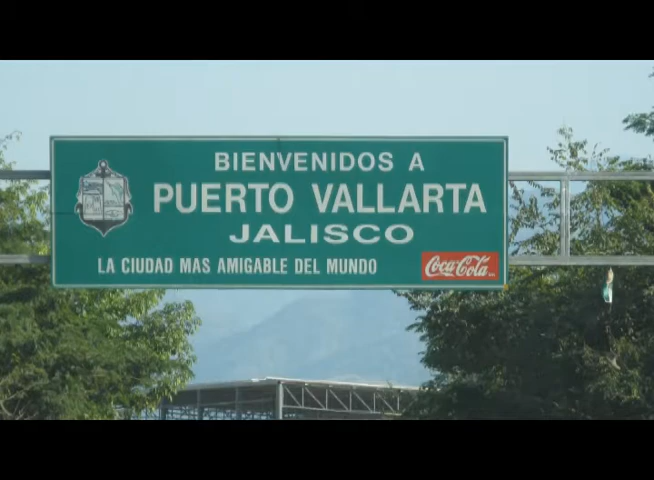 BIENVENIDOS A
PUERTO VALLARTA
JALISCO
LA CIUDAD MAS AMIGABLE DEL MUNDO
Coca-Cola